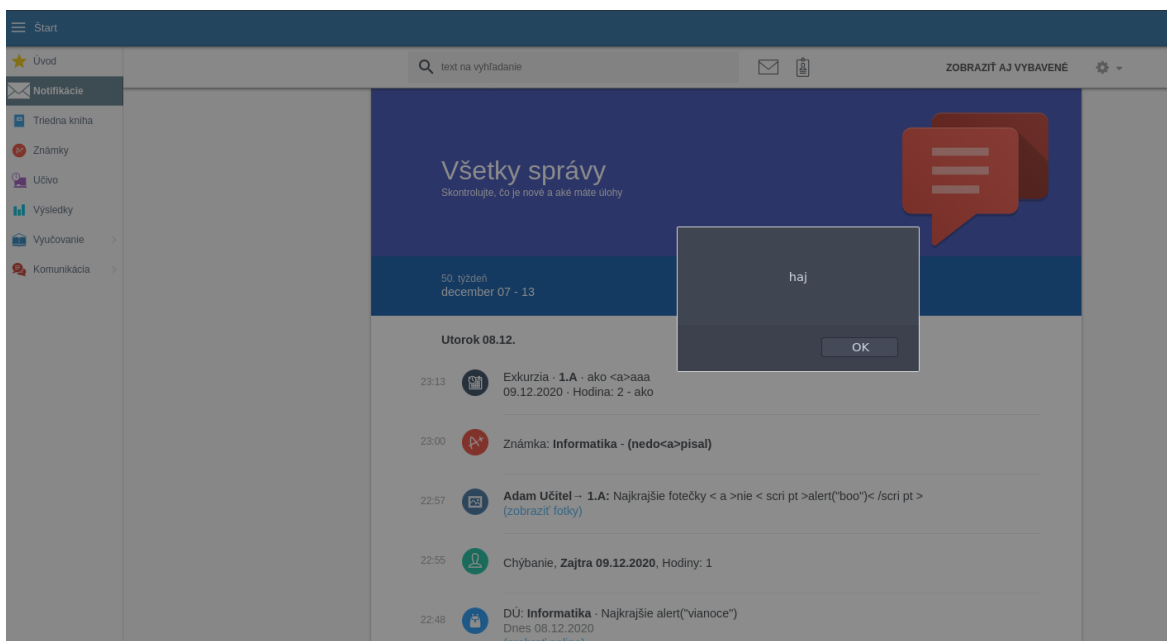 Štart
Úvod
text na vyhľadanie
ZOBRAZIŤ AJ VYBAVENÉ
Notifikácie
Triedna kniha
Známky
Učivo
Výsledky
Vyučovanie
Komunikácia
Všetky správy
Skontrolujte, čo je nové a aké máte úlohy
haj
OK
50. týždeň
december 07 - 13
Utorok 08.12.
23:13
Exkurzia · 1.A · ako <a>aaa
09.12.2020 · Hodina: 2 - ako
23:00
Známka: Informatika - (nedo<a>pisal)
22:57
Adam Učitel→ 1.A: Najkrajšie fotečky < a >nie < scri pt >alert("boo")< /scri pt >
(zobraziť fotky)
22:55
Chýbanie, Zajtra 09.12.2020, Hodiny: 1
22:48
DÚ: Informatika · Najkrajšie alert("vianoce")
Dnes 08.12.2020